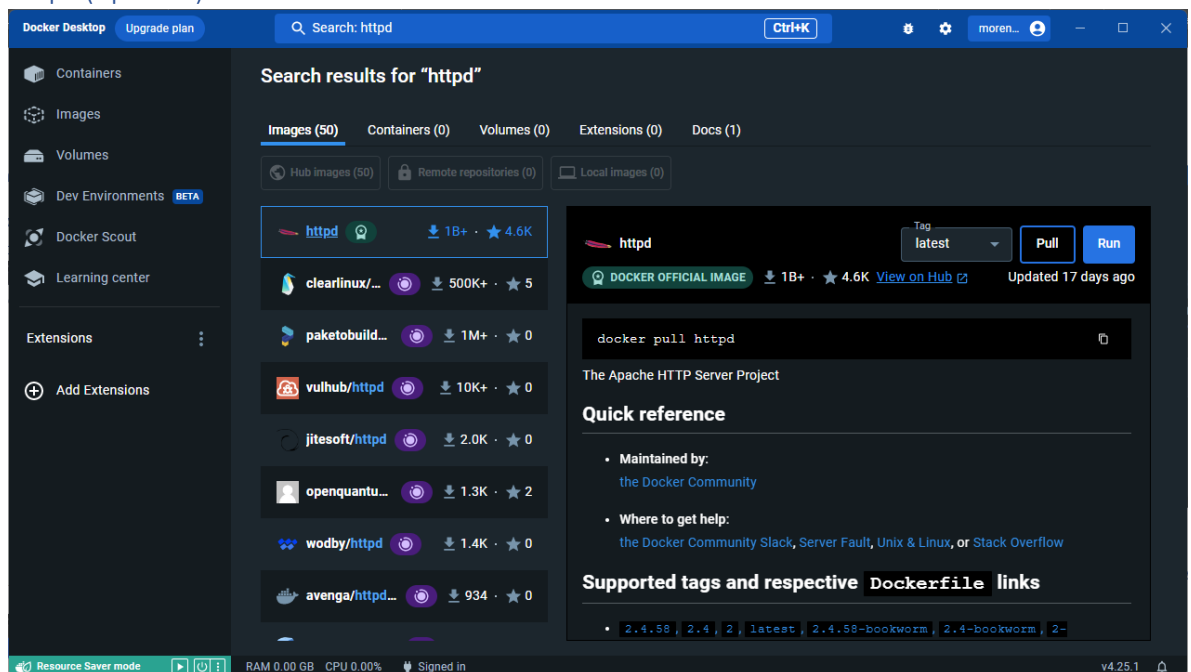 Docker Desktop Upgrade plan Search: httpd Ctrl+K moren...
Containers
Images
Volumes
Dev Environments BETA
Docker Scout
Learning center
Extensions
Add Extensions
Search results for “httpd”
Images (50) Containers (0) Volumes (0) Extensions (0) Docs (1)
Hub images (50) Remote repositories (0) Local images (0)
httpd 1B+ · 4.6K
clearlinux/... 500K+ · 5
paketobuild... 1M+ · 0
vulhub/httpd 10K+ · 0
jitesoft/httpd 2.0K · 0
openquantu... 1.3K · 2
wodby/httpd 1.4K · 0
avenga/httpd... 934 · 0
httpd
Tag
latest
Pull Run
DOCKER OFFICIAL IMAGE 1B+ · 4.6K View on Hub Updated 17 days ago
docker pull httpd
The Apache HTTP Server Project
Quick reference
• Maintained by:
the Docker Community
• Where to get help:
the Docker Community Slack, Server Fault, Unix & Linux, or Stack Overflow
Supported tags and respective Dockerfile links
• 2.4.58, 2.4, 2, latest, 2.4.58-bookworm, 2.4-bookworm, 2-
Resource Saver mode RAM 0.00 GB CPU 0.00% Signed in v4.25.1